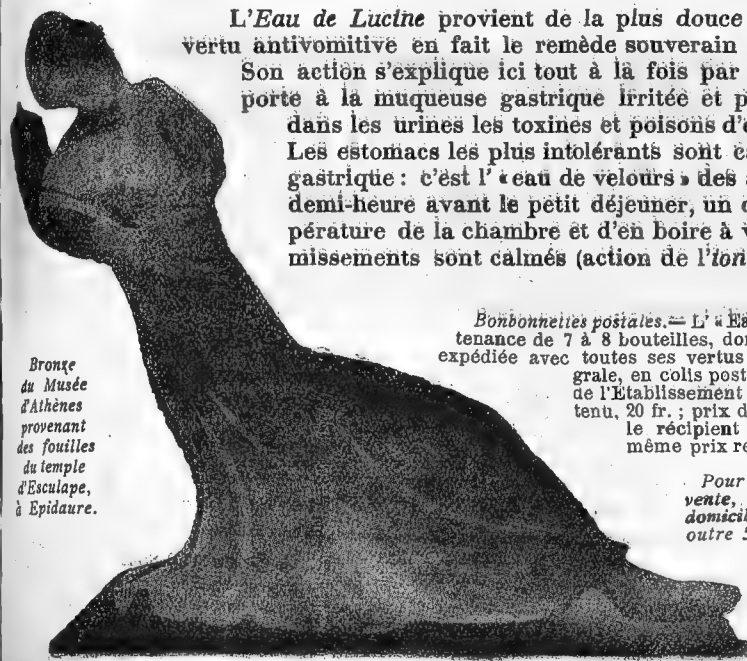 L'Eau de Lucine provient de la plus douce
vertu antivomitive en fait le remède souverain
Son action s'explique ici tout à la fois par
porte à la muqueuse gastrique irritée et p
dans les urines les toxines et poisons d'
Les estomacs les plus intolérants sont c
gastrique : c'est l' « eau de velours » des
demi-heure avant le petit déjeuner, un
pérature de la chambre et d'en boire à v
missements sont calmés (action de l'ion
Bonbonnettes postales. — L' « Ea
tenance de 7 à 8 bouteilles, don
expédiée avec toutes ses vertus
grale, en colis post
de l'Etablissement
tenu, 20 fr. ; prix d
le récipient
même prix re
Pour
vente,
domicil
outre 5
Bronze
du Musée
d'Athènes
provenant
des fouilles
du temple
d'Esculape,
à Epidaure.